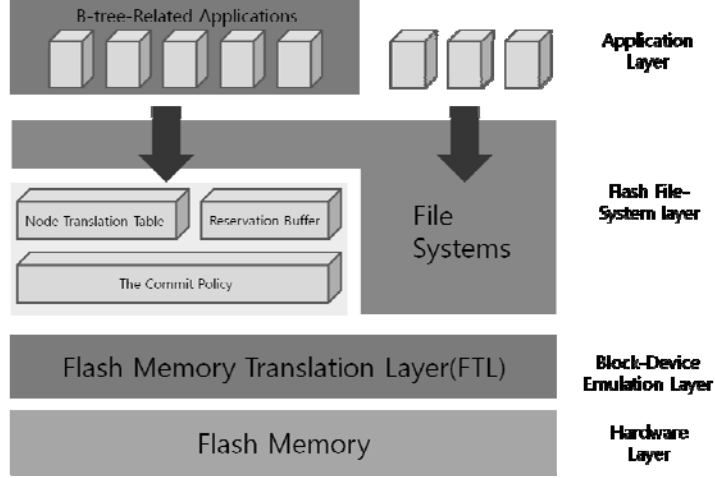 B-tree-Related Applications
Application
Layer
Node Translation Table
Reservation Buffer
The Commit Policy
File
Systems
Flash File-
System layer
Flash Memory Translation Layer(FTL)
Block-Device
Emulation Layer
Flash Memory
Hardware
Layer